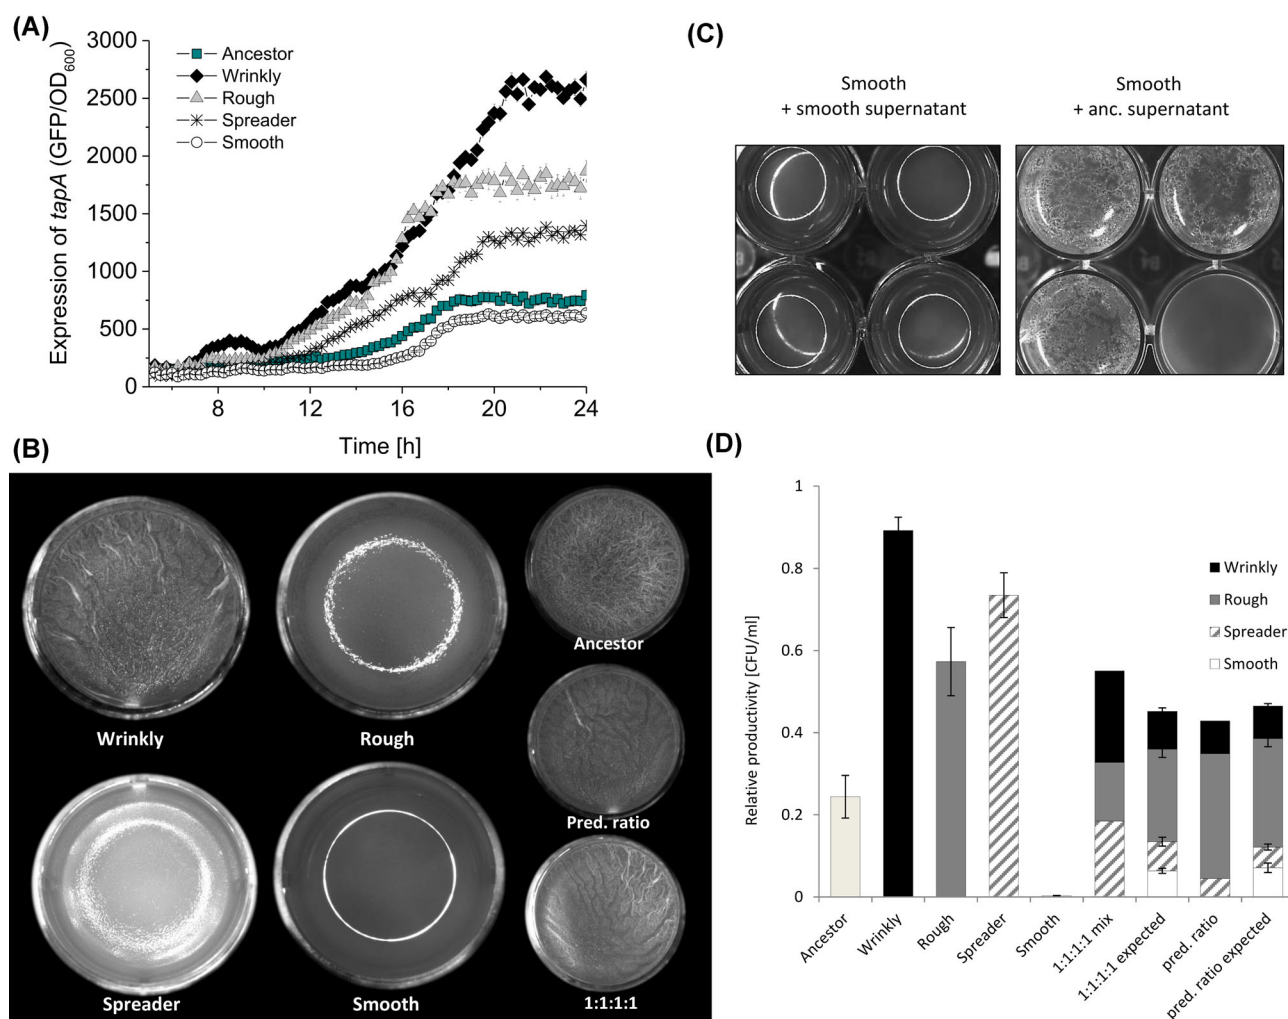 (A)
3000
2500
2000
1500
1000
500
0
Expression of tapA (GFP/OD600)
Ancestor
Wrinkly
Rough
Spreader
Smooth
8
12
16
20
24
Time [h]
(C)
Smooth
+ smooth supernatant
Smooth
+ anc. supernatant
(B)
Wrinkly
Rough
Ancestor
Pred. ratio
Spreader
Smooth
1:1:1:1
(D)
1
0.8
0.6
0.4
0.2
0
Relative productivity [CFU/ml]
Wrinkly
Rough
Spreader
Smooth
Ancestor
Wrinkly
Rough
Spreader
Smooth
1:1:1:1 mix
1:1:1:1 expected
pred. ratio
pred. ratio expected